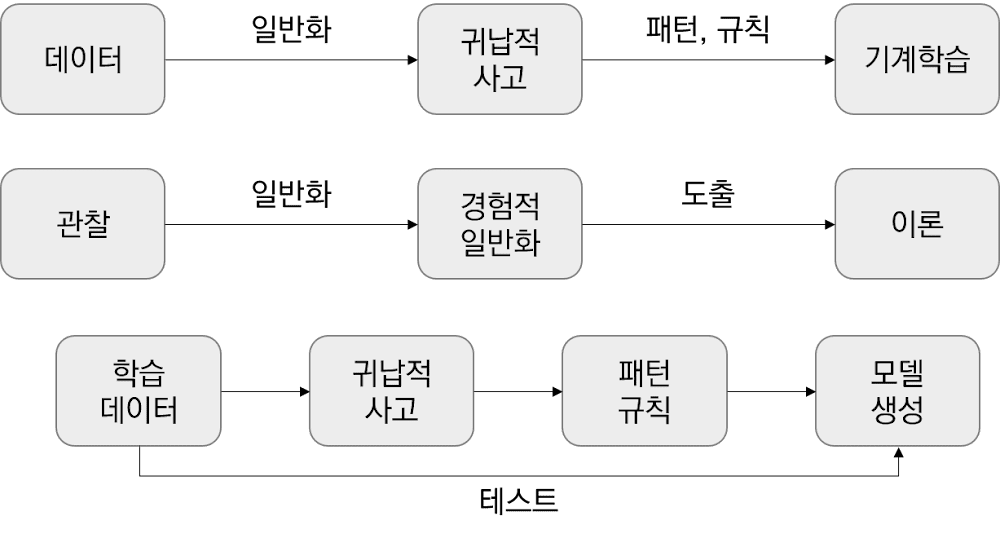 데이터
일반화
귀납적
사고
패턴, 규칙
기계학습
관찰
일반화
경험적
일반화
도출
이론
학습
데이터
귀납적
사고
패턴
규칙
모델
생성
테스트